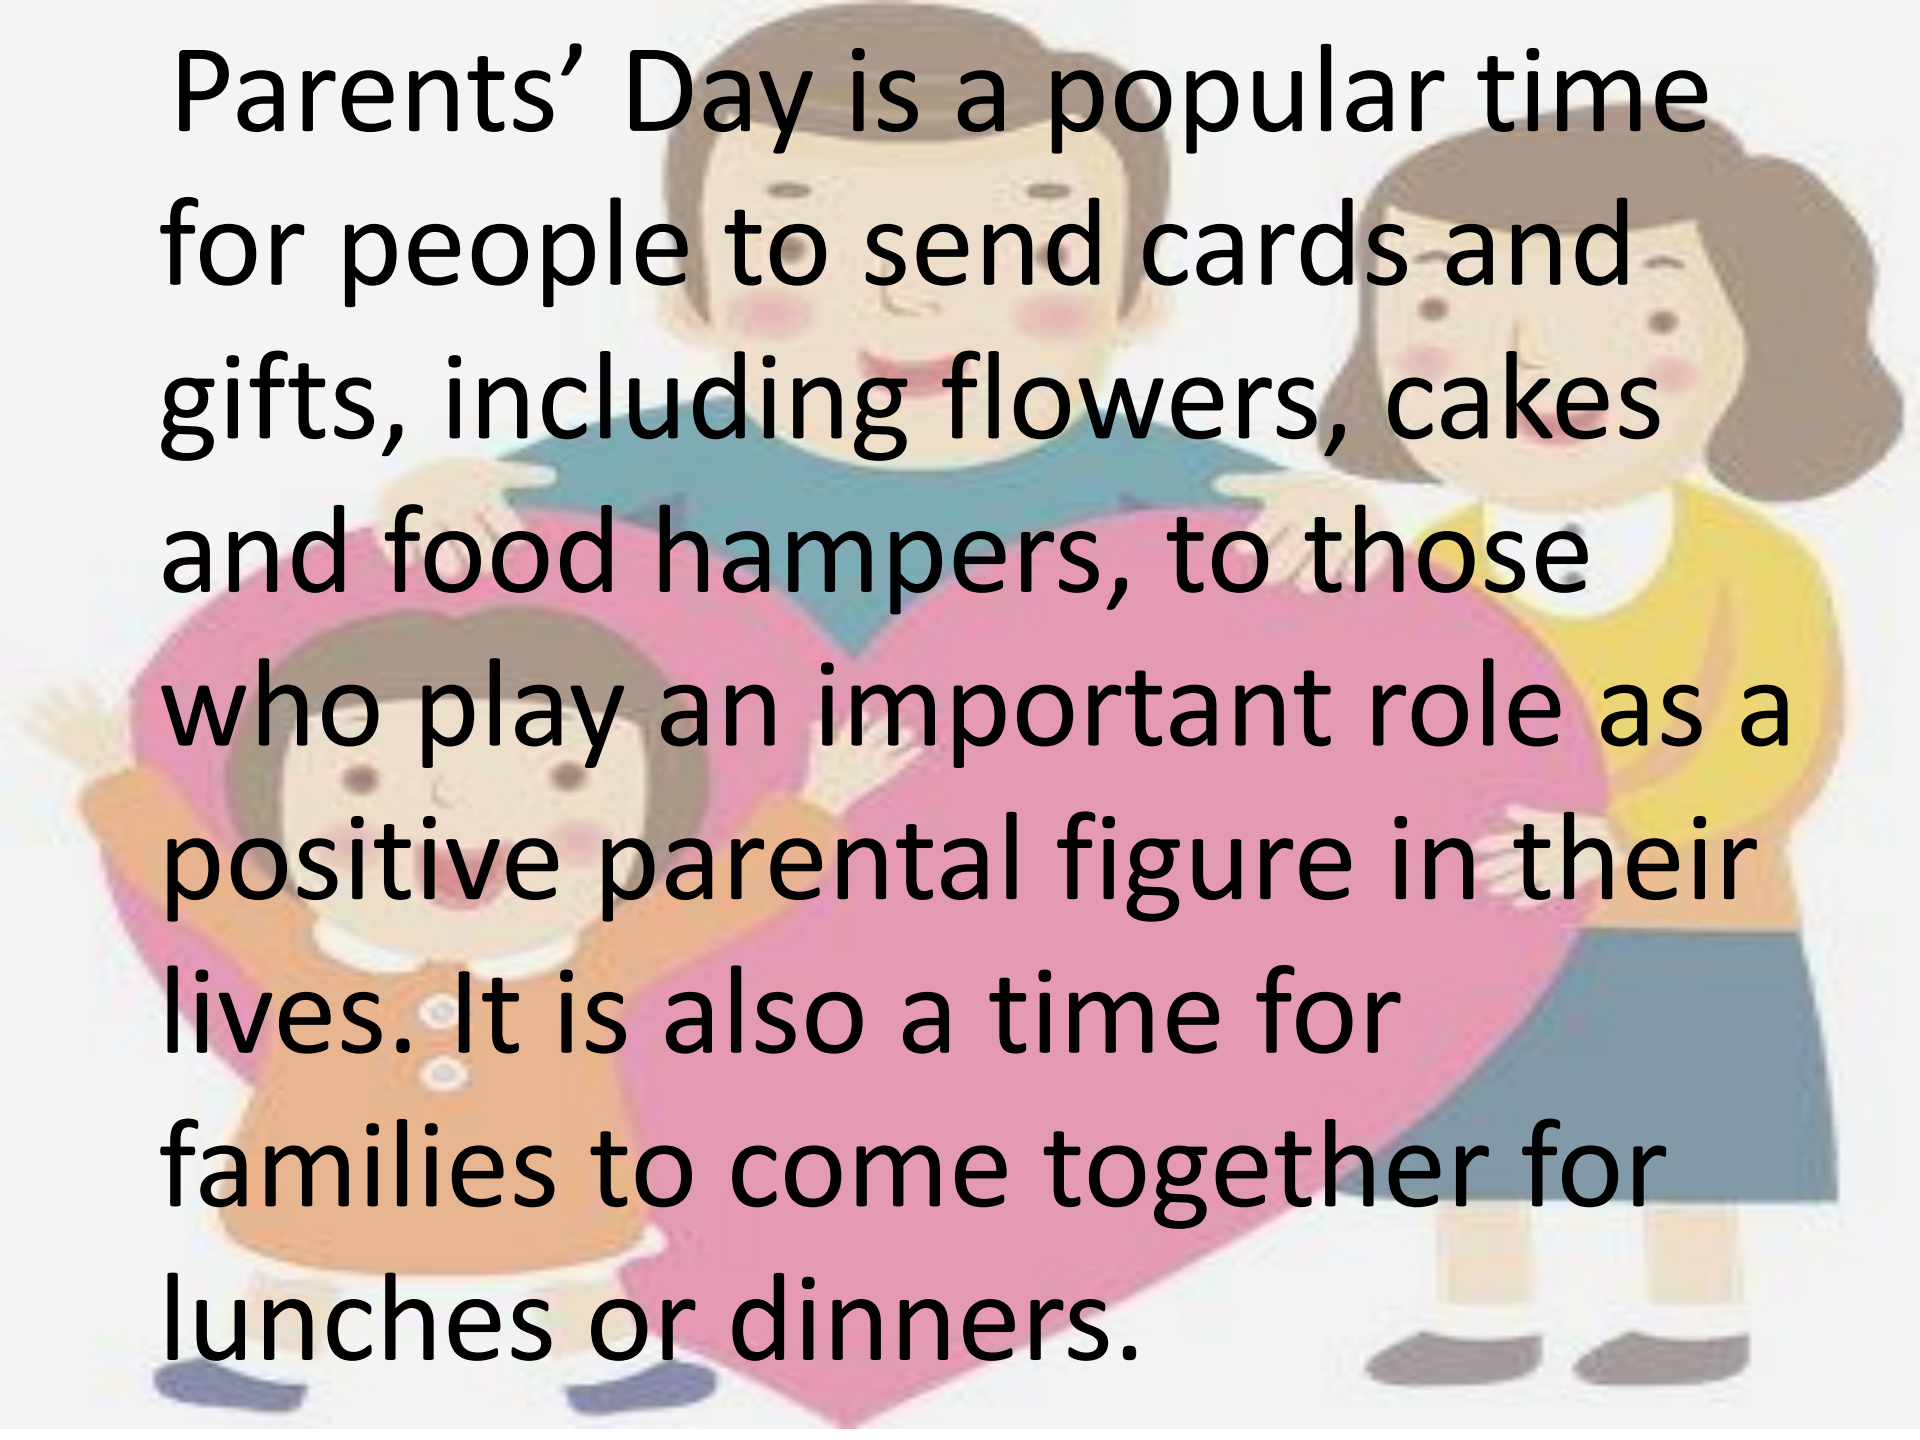 Parents’ Day is a popular time
for people to send cards and
gifts, including flowers, cakes
and food hampers, to those
who play an important role as a
positive parental figure in their
lives. It is also a time for
families to come together for
lunches or dinners.